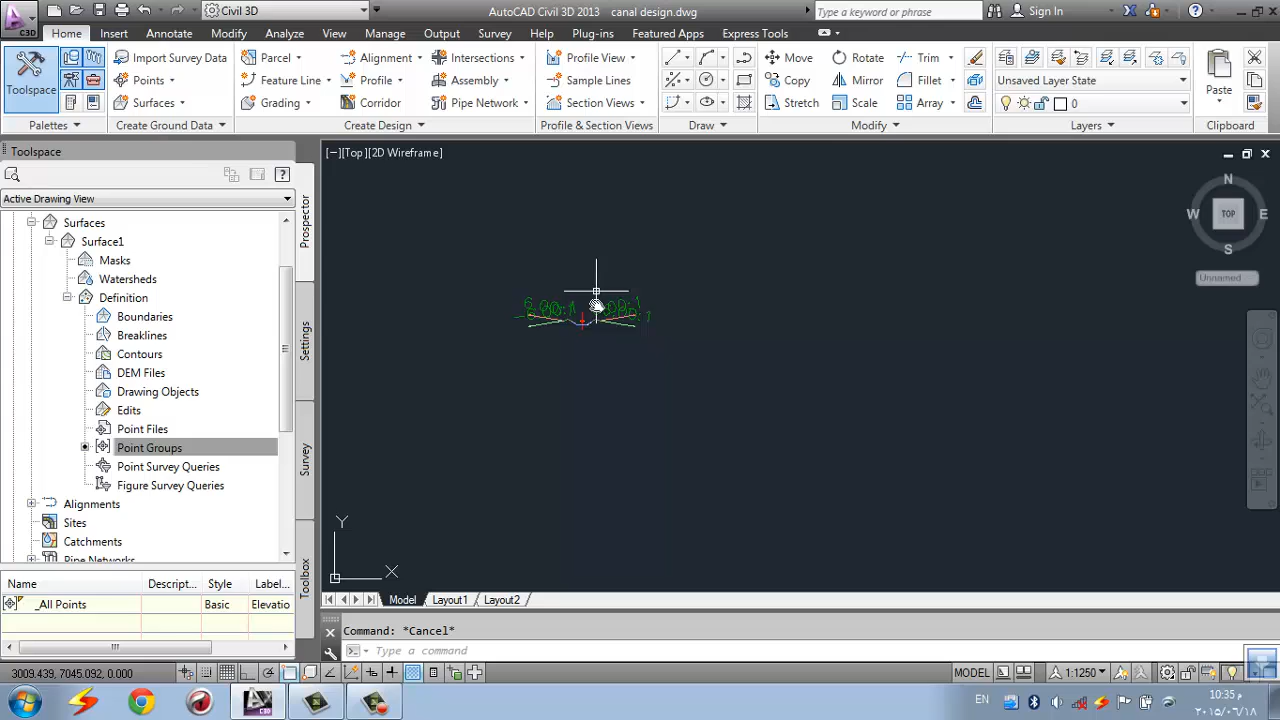 C3D
Civil 3D
AutoCAD Civil 3D 2013 canal design.dwg
Type a keyword or phrase
Sign In
Home Insert Annotate Modify Analyze View Manage Output Survey Help Plug-ins Featured Apps Express Tools
Toolspace
Import Survey Data
Points
Surfaces
Parcel
Feature Line
Grading
Alignment
Profile
Corridor
Intersections
Assembly
Pipe Network
Profile View
Sample Lines
Section Views
Move
Copy
Stretch
Rotate
Mirror
Scale
Trim
Fillet
Array
Unsaved Layer State
0
Paste
Palettes
Create Ground Data
Create Design
Profile & Section Views
Draw
Modify
Layers
Clipboard
Toolspace
Active Drawing View
Surfaces
Surface1
Masks
Watersheds
Definition
Boundaries
Breaklines
Contours
DEM Files
Drawing Objects
Edits
Point Files
Point Groups
Point Survey Queries
Figure Survey Queries
Alignments
Sites
Catchments
Pipe Networks
Prospector
Settings
Survey
Toolbox
Name Descript... Style Label...
_All Points Basic Elevatio
[−][Top][2D Wireframe]
N
W TOP E
S
Unnamed
Y
X
Model Layout1 Layout2
Command: *Cancel*
Type a command
3009.439, 7045.092, 0.000
MODEL
1:1250
EN
10:35 م
٢٠١٥/٠٦/١٨